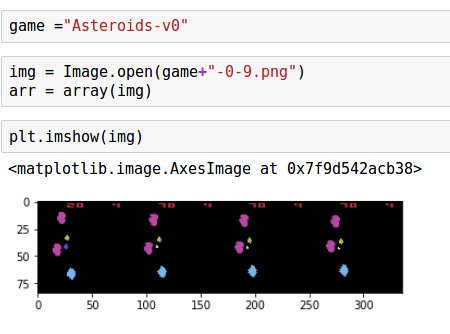 game ="Asteroids-v0"
img = Image.open(game+"-0-9.png")
arr = array(img)
plt.imshow(img)
<matplotlib.image.AxesImage at 0x7f9d542acb38>
0
25
50
75
0 50 100 150 200 250 300